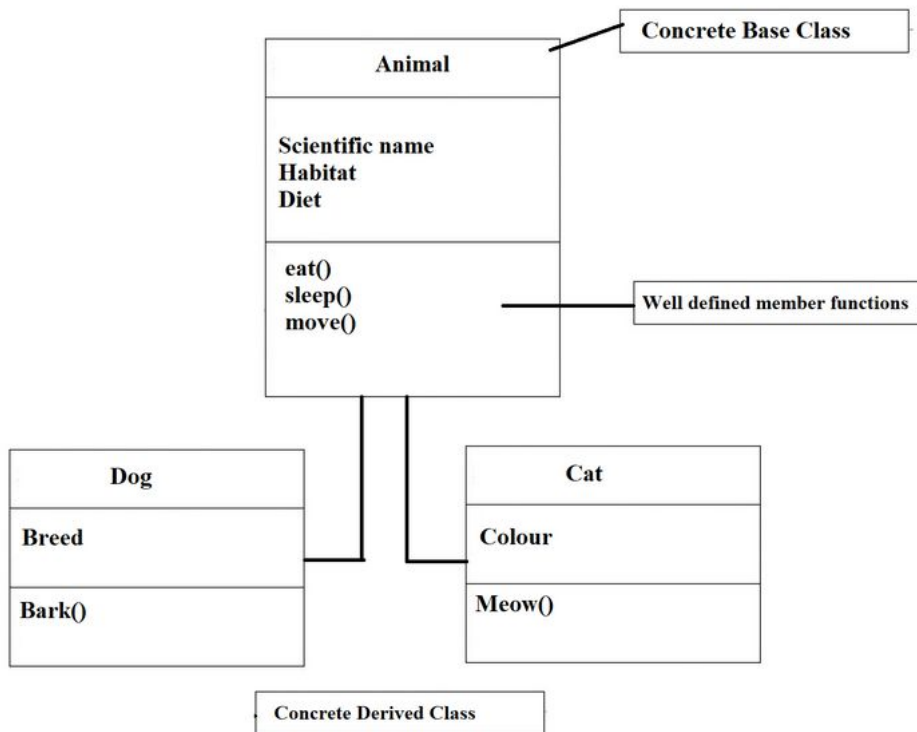 Concrete Base Class
Animal
Scientific name
Habitat
Diet
eat()
sleep()
move()
Well defined member functions
Dog
Breed
Bark()
Cat
Colour
Meow()
Concrete Derived Class